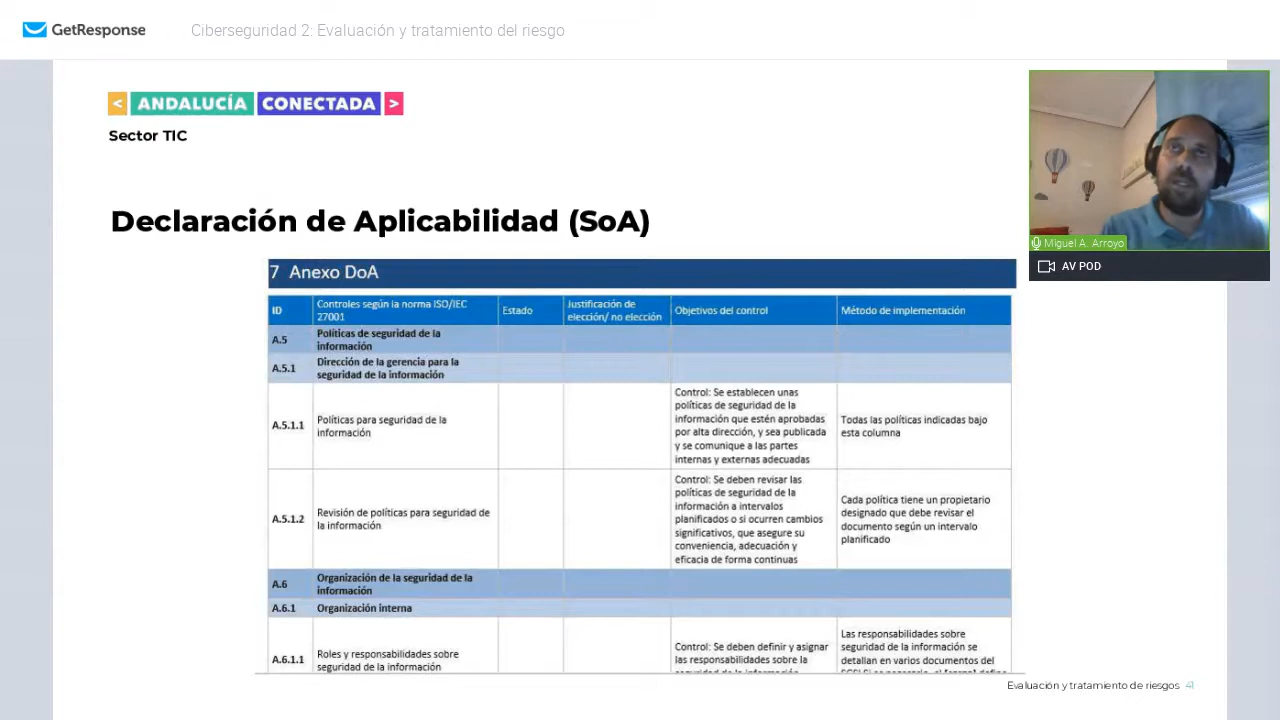 GetResponse
Ciberseguridad 2: Evaluación y tratamiento del riesgo
< ANDALUCÍA CONECTADA >
Sector TIC
Miguel A. Arroyo
AV POD
Declaración de Aplicabilidad (SoA)
7 Anexo DoA
ID
Controles según la norma ISO/IEC
27001
Estado
Justificación de
elección/ no elección
Objetivos del control
Método de implementación
A.5
Políticas de seguridad de la
información
A.5.1
Dirección de la gerencia para la
seguridad de la información
A.5.1.1
Políticas para seguridad de la
información
Control: Se establecen unas
políticas de seguridad de la
información que estén aprobadas
por alta dirección, y sea publicada
y se comunique a las partes
internas y externas adecuadas
Todas las políticas indicadas bajo
esta columna
A.5.1.2
Revisión de políticas para seguridad de
la información
Control: Se deben revisar las
políticas de seguridad de la
información a intervalos
planificados o si ocurren cambios
significativos, que asegure su
conveniencia, adecuación y
eficacia de forma continuas
Cada política tiene un propietario
designado que debe revisar el
documento según un intervalo
planificado
A.6
Organización de la seguridad de la
información
A.6.1
Organización interna
A.6.1.1
Roles y responsabilidades sobre
seguridad de la información
Control: Se deben definir y asignar
las responsabilidades sobre la
seguridad de la información
Las responsabilidades sobre
seguridad de la información se
detallan en varios documentos del
Evaluación y tratamiento de riesgos 41